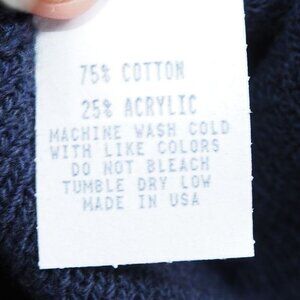 75% COTTON
25% ACRYLIC
MACHINE WASH COLD
WITH LIKE COLORS
DO NOT BLEACH
TUMBLE DRY LOW
MADE IN USA